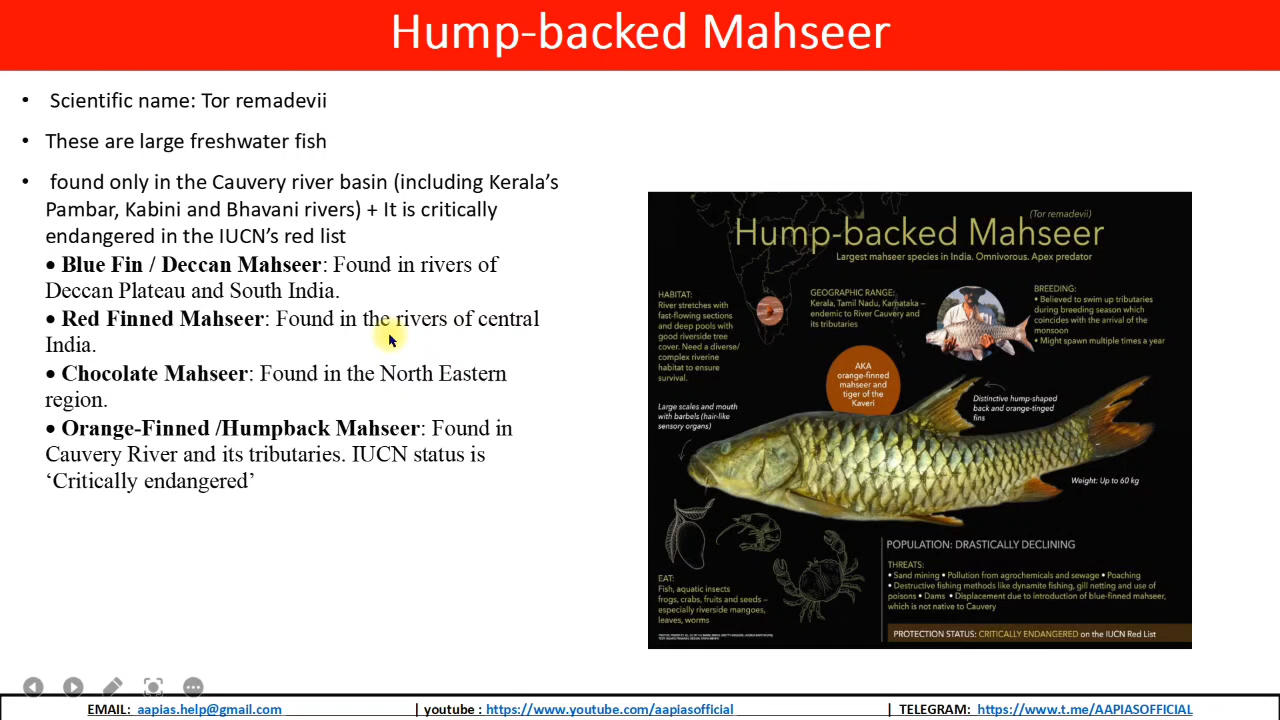 Hump-backed Mahseer
• Scientific name: Tor remadevii
• These are large freshwater fish
• found only in the Cauvery river basin (including Kerala's
Pambar, Kabini and Bhavani rivers) + It is critically
endangered in the IUCN's red list
• Blue Fin / Deccan Mahseer: Found in rivers of
Deccan Plateau and South India.
• Red Finned Mahseer: Found in the rivers of central
India.
• Chocolate Mahseer: Found in the North Eastern
region.
• Orange-Finned /Humpback Mahseer: Found in
Cauvery River and its tributaries. IUCN status is
‘Critically endangered’
(Tor remadevii)
Hump-backed Mahseer
Largest mahseer species in India. Omnivorous. Apex predator
HABITAT:
River stretches with
fast-flowing sections
and deep pools with
good riverside tree
cover. Need a diverse/
complex riverine
habitat to ensure
survival.
GEOGRAPHIC RANGE:
Kerala, Tamil Nadu, Karnataka –
endemic to River Cauvery and
its tributaries
BREEDING:
• Believed to swim up tributaries
during breeding season which
coincides with the arrival of the
monsoon
• Might spawn multiple times a year
AKA
orange-finned
mahseer and
tiger of the
Kaveri
Large scales and mouth
with barbels (hair-like
sensory organs)
Distinctive hump-shaped
back and orange-tinged
fins
Weight: Up to 60 kg
EAT:
Fish, aquatic insects
frogs, crabs, fruits and seeds –
especially riverside mangoes,
leaves, worms
POPULATION: DRASTICALLY DECLINING
THREATS:
• Sand mining • Pollution from agrochemicals and sewage • Poaching
• Destructive fishing methods like dynamite fishing, gill netting and use of
poisons • Dams • Displacement due to introduction of blue-finned mahseer,
which is not native to Cauvery
PROTECTION STATUS: CRITICALLY ENDANGERED on the IUCN Red List
EMAIL: aapias.help@gmail.com | youtube : https://www.youtube.com/aapiasofficial | TELEGRAM: https://www.t.me/AAPIASOFFICIAL